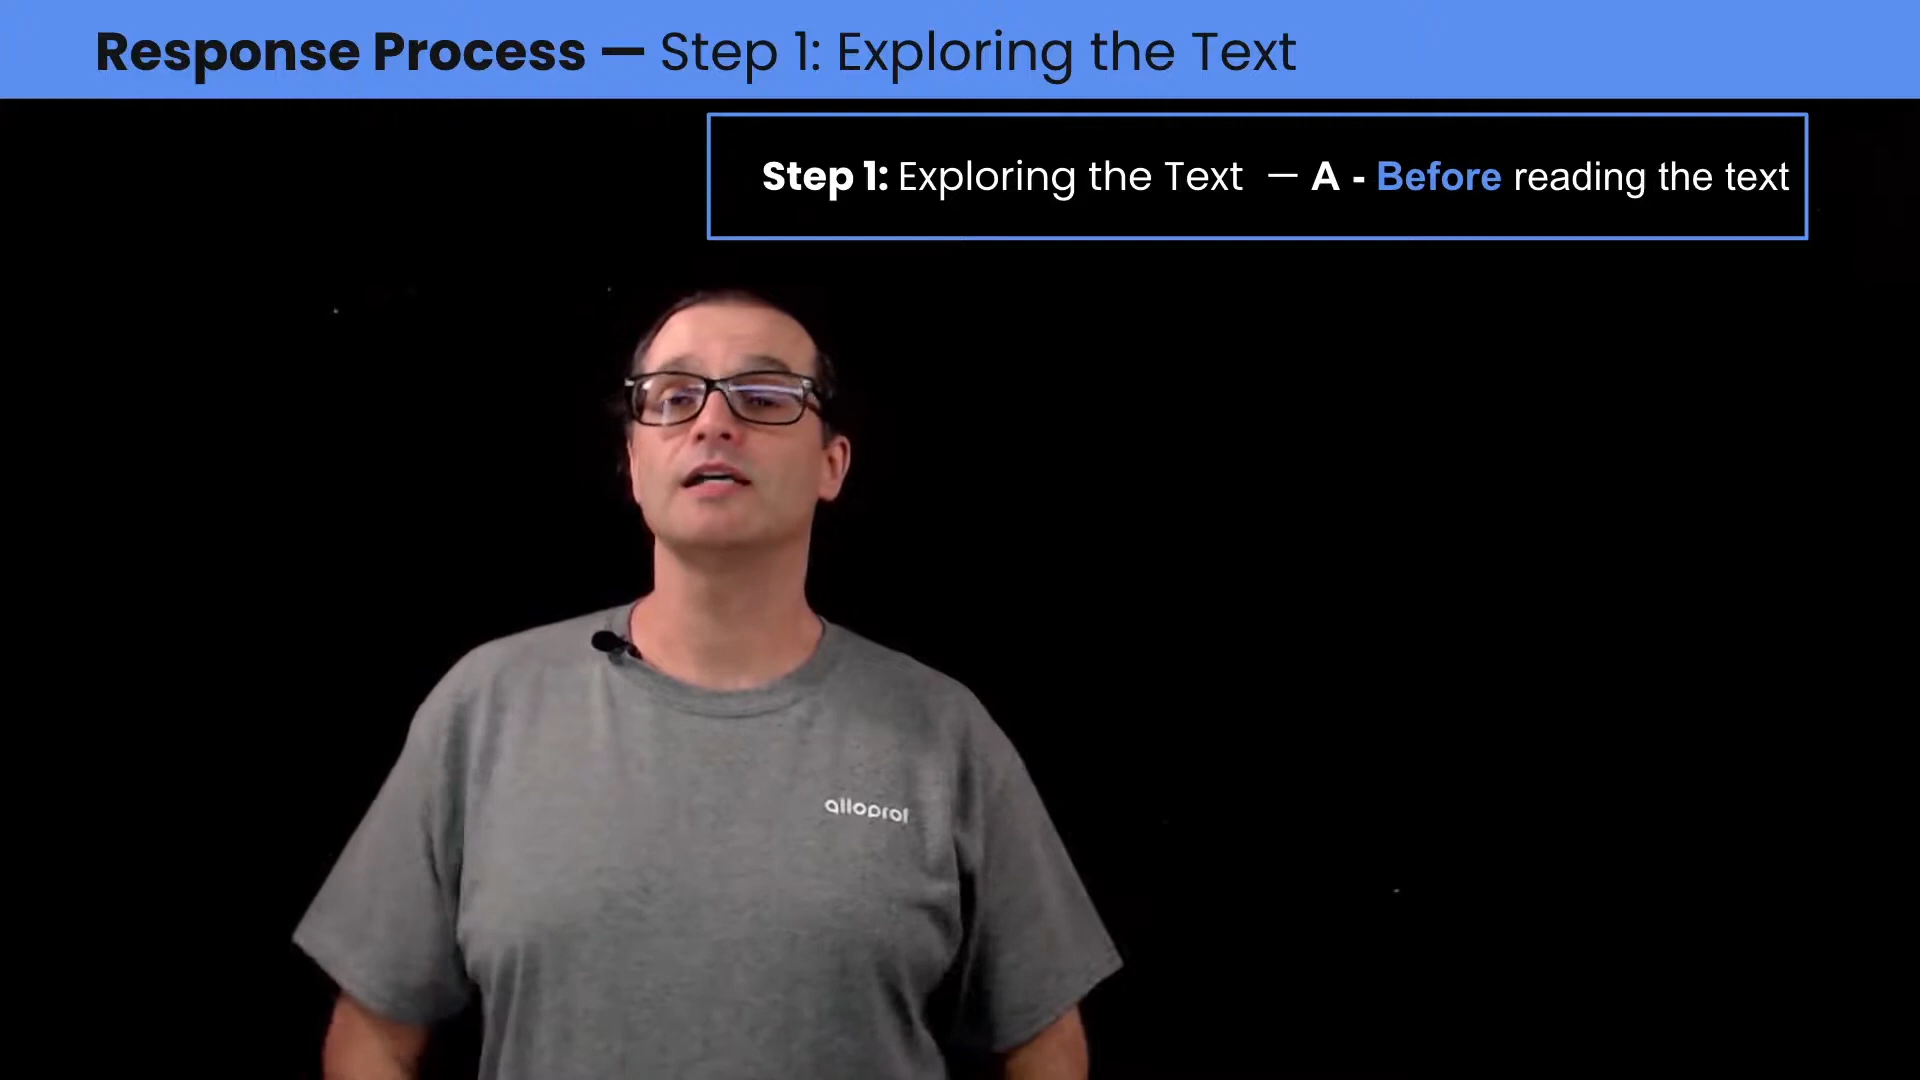 Response Process — Step 1: Exploring the Text
Step 1: Exploring the Text — A - Before reading the text
alloprof